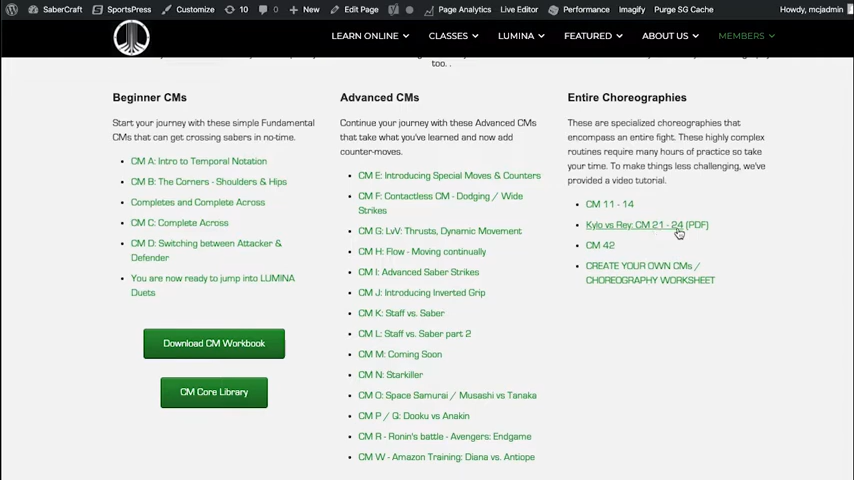 SaberCraft SportsPress Customize 10 0 New Edit Page Page Analytics Live Editor Performance Imagify Purge SG Cache Howdy, mcjadmin
LEARN ONLINE CLASSES LUMINA FEATURED ABOUT US MEMBERS
too. .
Beginner CMs
Start your journey with these simple Fundamental
CMs that can get crossing sabers in no-time.
• CM A: Intro to Temporal Notation
• CM B: The Corners - Shoulders & Hips
• Completes and Complete Across
• CM C: Complete Across
• CM D: Switching between Attacker &
Defender
• You are now ready to jump into LUMINA
Duets
Download CM Workbook
CM Core Library
Advanced CMs
Continue your journey with these Advanced CMs
that take what you've learned and now add
counter-moves.
• CM E: Introducing Special Moves & Counters
• CM F: Contactless CM - Dodging / Wide
Strikes
• CM G: LvV: Thrusts, Dynamic Movement
• CM H: Flow - Moving continually
• CM I: Advanced Saber Strikes
• CM J: Introducing Inverted Grip
• CM K: Staff vs. Saber
• CM L: Staff vs. Saber part 2
• CM M: Coming Soon
• CM N: Starkiller
• CM O: Space Samurai / Musashi vs Tanaka
• CM P / Q: Dooku vs Anakin
• CM R - Ronin's battle - Avengers: Endgame
• CM W - Amazon Training: Diana vs. Antiope
Entire Choreographies
These are specialized choreographies that
encompass an entire fight. These highly complex
routines require many hours of practice so take
your time. To make things less challenging, we've
provided a video tutorial.
• CM 11 - 14
• Kylo vs Rey: CM 21 - 24 (PDF)
• CM 42
• CREATE YOUR OWN CMs /
CHOREOGRAPHY WORKSHEET